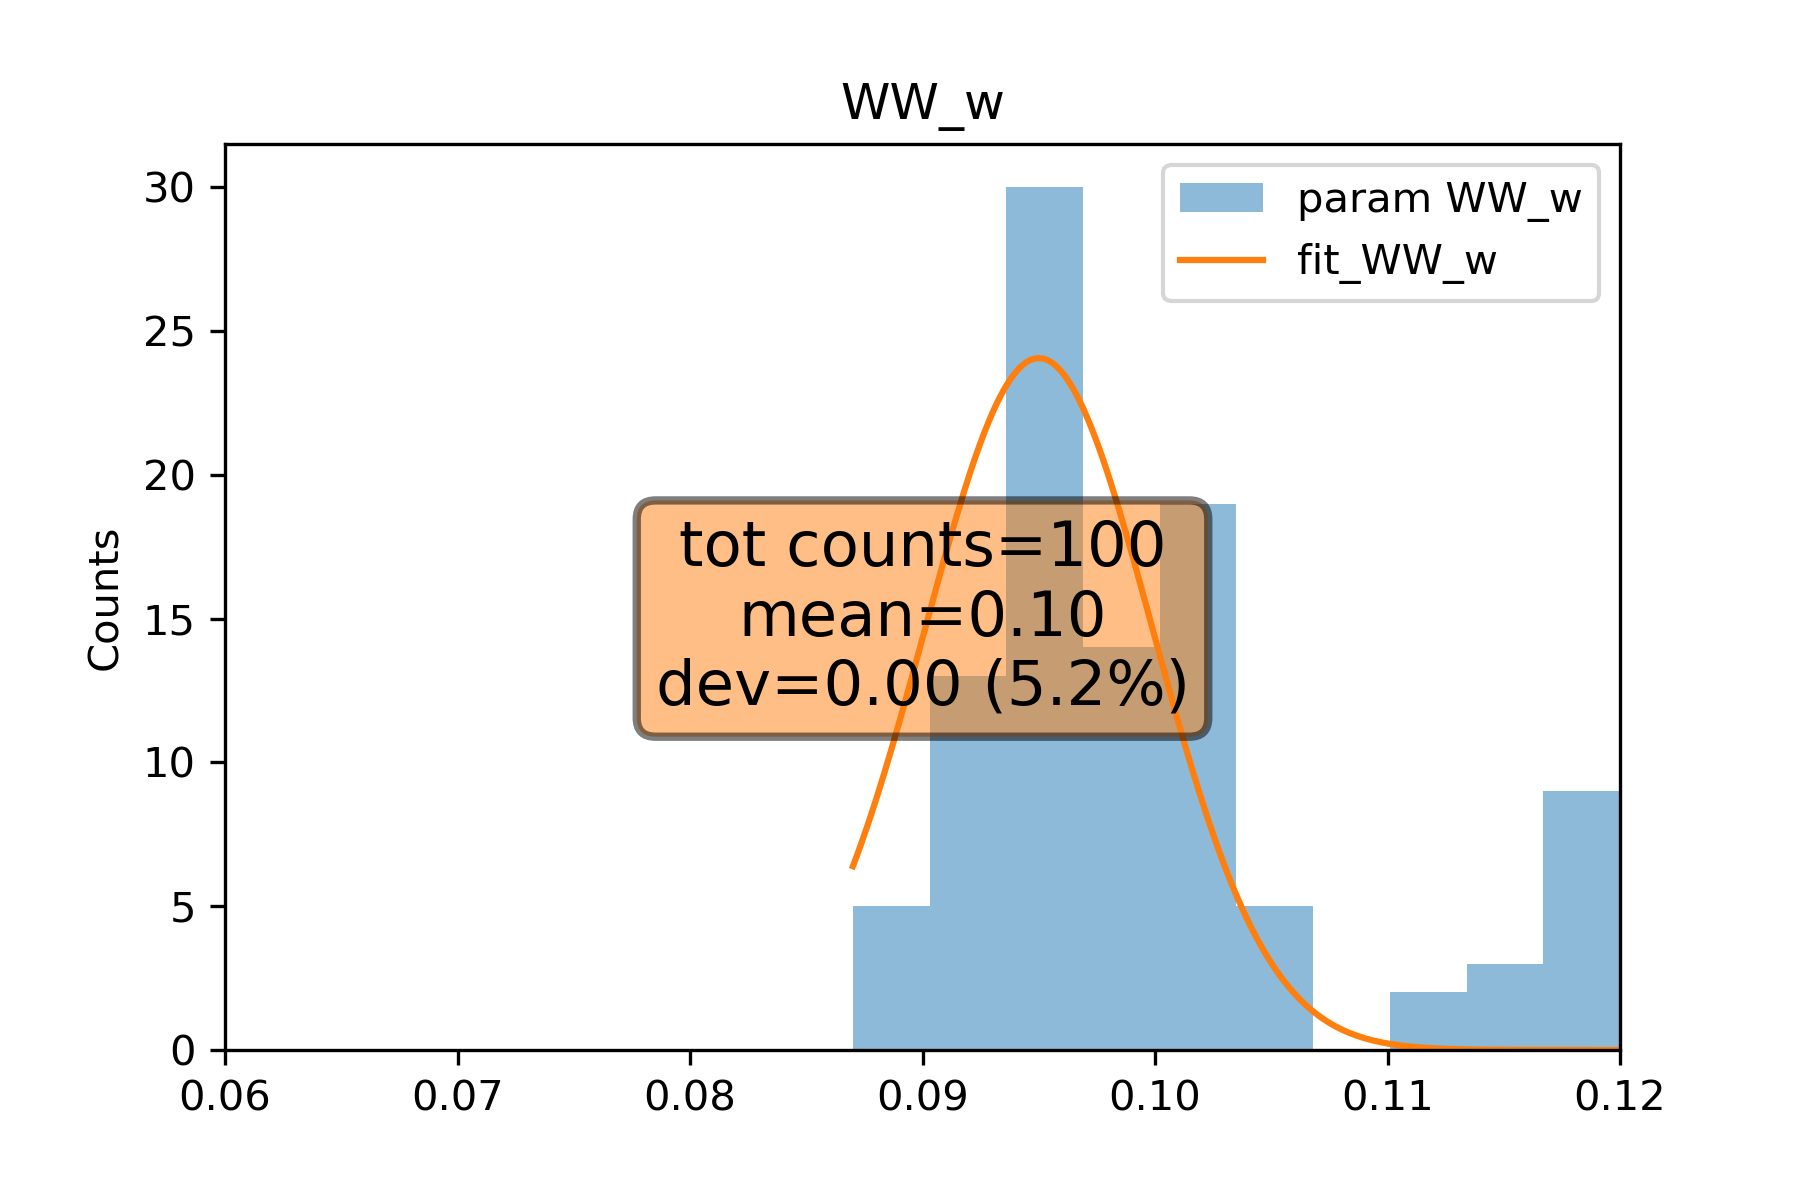 WW_w
param WW_w
fit_WW_w
30
25
20
15
10
5
0
Counts
tot counts=100
mean=0.10
dev=0.00 (5.2%)
0.06 0.07 0.08 0.09 0.10 0.11 0.12